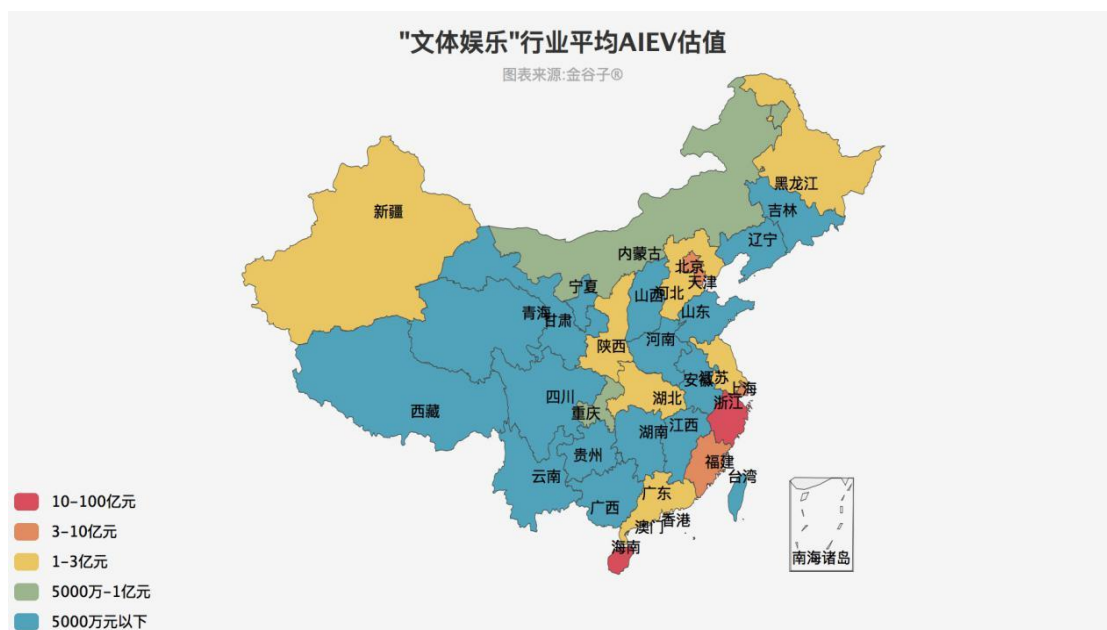 "文体娱乐"行业平均AIEV估值
图表来源:金谷子®
黑龙江
吉林
新疆
辽宁
内蒙古
北京
天津
宁夏
山西
河北
青海
甘肃
山东
河南
陕西
安徽
江苏
上海
四川
湖北
浙江
重庆
西藏
湖南
江西
贵州
福建
云南
台湾
广西
广东
澳门
香港
海南
南海诸岛
10-100亿元
3-10亿元
1-3亿元
5000万-1亿元
5000万元以下